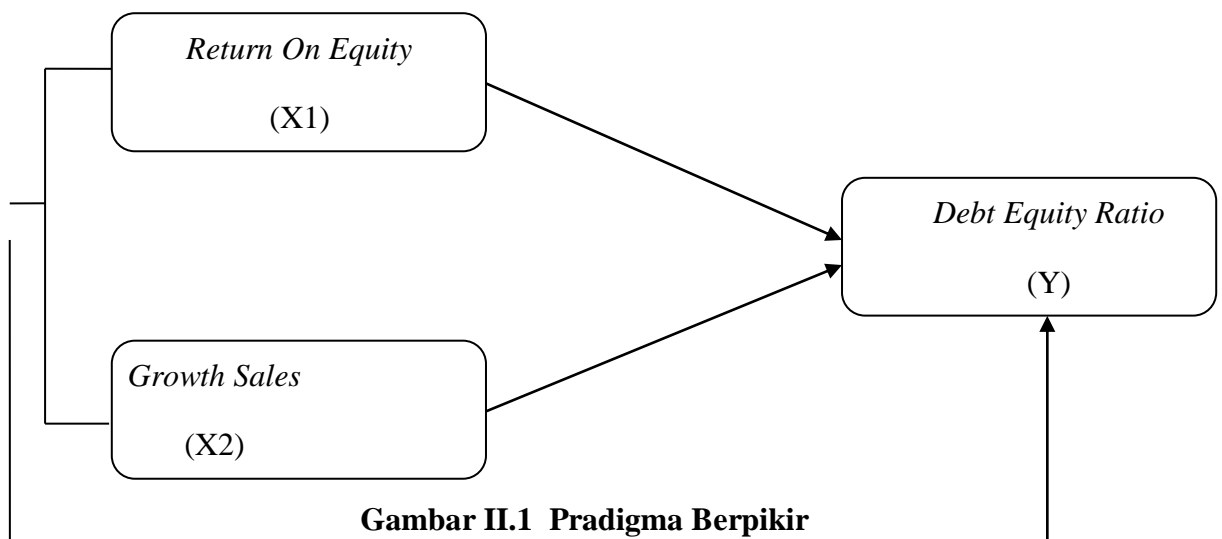 Return On Equity
(X1)
Debt Equity Ratio
(Y)
Growth Sales
(X2)
Gambar II.1 Pradigma Berpikir